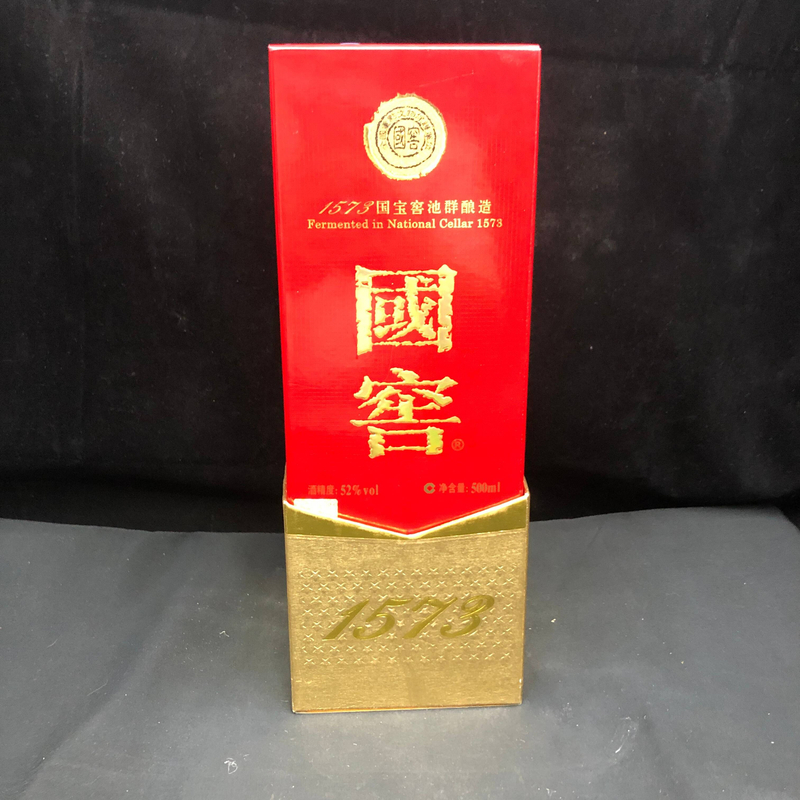 國窖
1573国宝窖池群酿造
Fermented in National Cellar 1573
國
窖®
酒精度: 52%vol
净含量: 500ml
1573